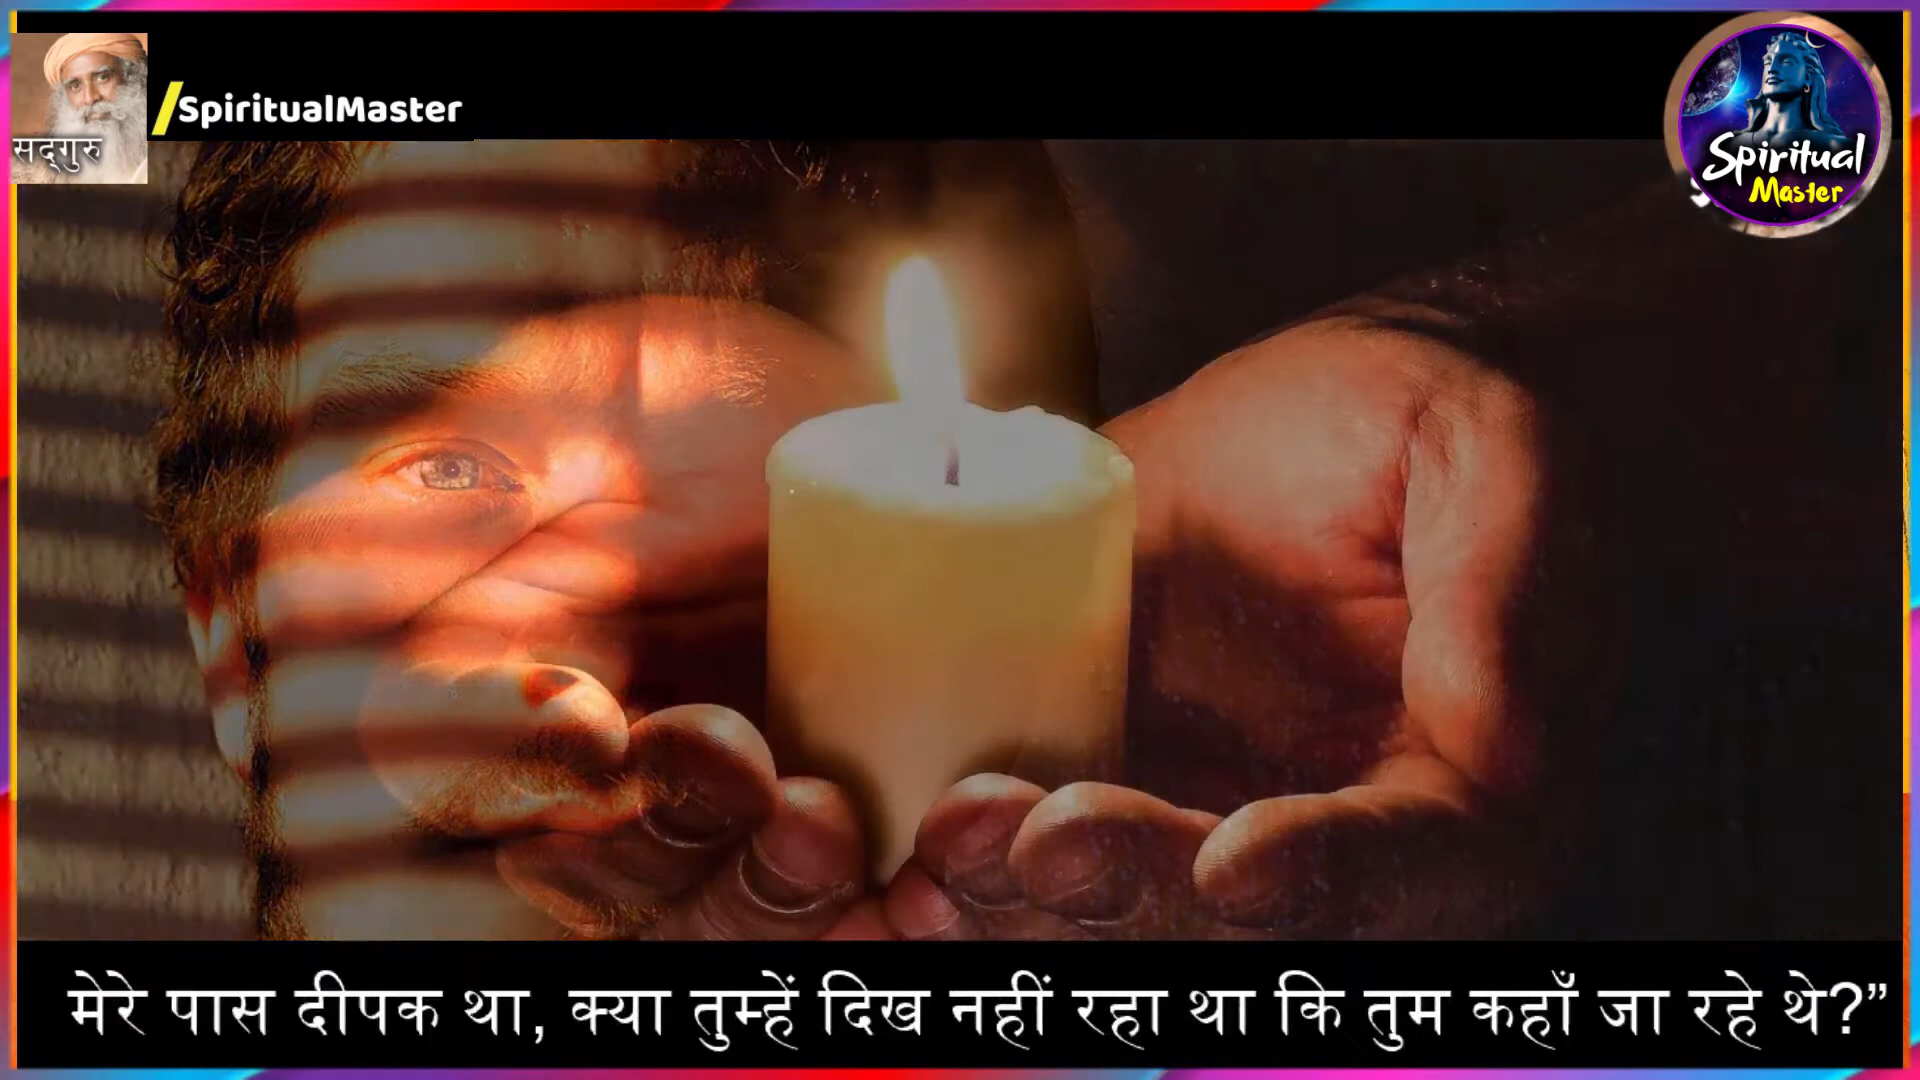 /SpiritualMaster
सद्गुरु
Spiritual
Master
मेरे पास दीपक था, क्या तुम्हें दिख नहीं रहा था कि तुम कहाँ जा रहे थे?”